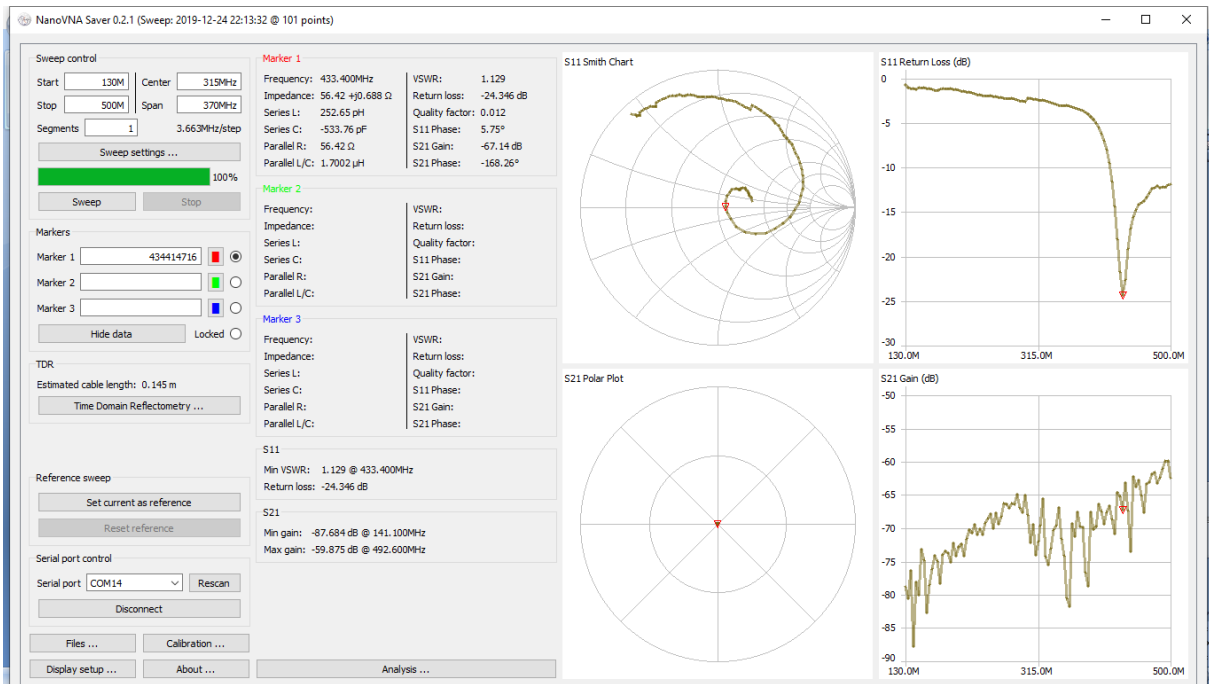 NanoVNA Saver 0.2.1 (Sweep: 2019-12-24 22:13:32 @ 101 points)
Sweep control
Start 130M Center 315MHz
Stop 500M Span 370MHz
Segments 1 3.663MHz/step
Sweep settings ...
100%
Sweep Stop
Markers
Marker 1 434414716
Marker 2
Marker 3
Hide data Locked
TDR
Estimated cable length: 0.145 m
Time Domain Reflectometry ...
Reference sweep
Set current as reference
Reset reference
Serial port control
Serial port COM14 Rescan
Disconnect
Files ... Calibration ...
Display setup ... About ...
Marker 1
Frequency: 433.400MHz VSWR: 1.129
Impedance: 56.42 +j0.688 Ω Return loss: -24.346 dB
Series L: 252.65 pH Quality factor: 0.012
Series C: -533.76 pF S11 Phase: 5.75°
Parallel R: 56.42 Ω S21 Gain: -67.14 dB
Parallel L/C: 1.7002 µH S21 Phase: -168.26°
Marker 2
Frequency: VSWR:
Impedance: Return loss:
Series L: Quality factor:
Series C: S11 Phase:
Parallel R: S21 Gain:
Parallel L/C: S21 Phase:
Marker 3
Frequency: VSWR:
Impedance: Return loss:
Series L: Quality factor:
Series C: S11 Phase:
Parallel R: S21 Gain:
Parallel L/C: S21 Phase:
S11
Min VSWR: 1.129 @ 433.400MHz
Return loss: -24.346 dB
S21
Min gain: -87.684 dB @ 141.100MHz
Max gain: -59.875 dB @ 492.600MHz
Analysis ...
S11 Smith Chart
S11 Return Loss (dB)
0
-5
-10
-15
-20
-25
-30
130.0M 315.0M 500.0M
S21 Polar Plot
S21 Gain (dB)
-50
-55
-60
-65
-70
-75
-80
-85
-90
130.0M 315.0M 500.0M